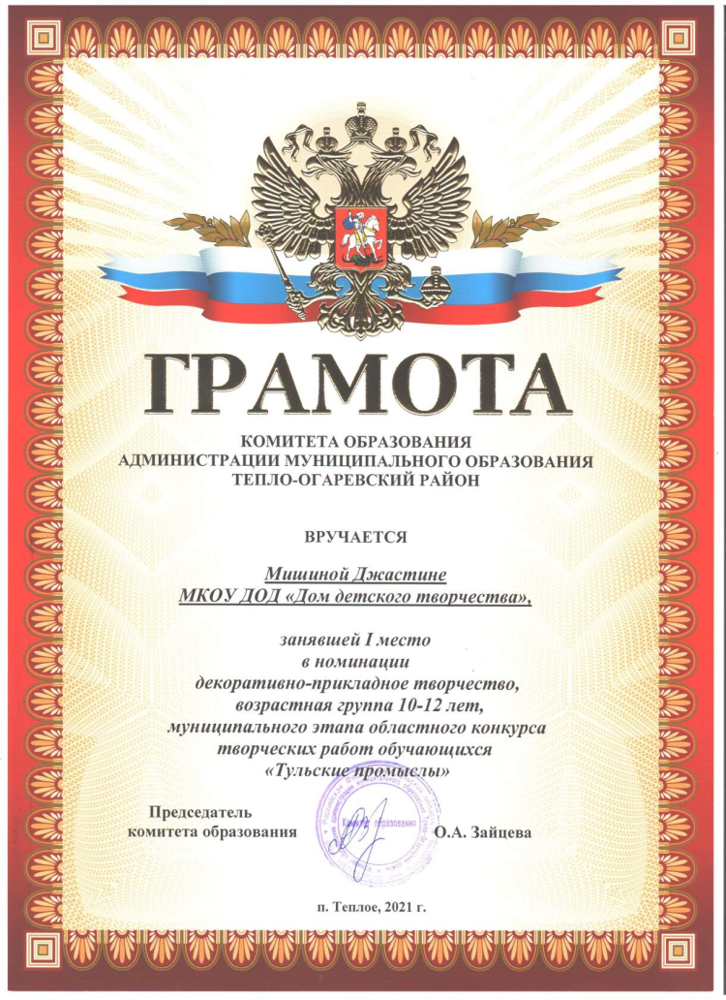 ГРАМОТА
КОМИТЕТА ОБРАЗОВАНИЯ
АДМИНИСТРАЦИИ МУНИЦИПАЛЬНОГО ОБРАЗОВАНИЯ
ТЕПЛО-ОГАРЕВСКИЙ РАЙОН
ВРУЧАЕТСЯ
Мишиной Джастине
МКОУ ДОД «Дом детского творчества»,
занявшей I место
в номинации
декоративно-прикладное творчество,
возрастная группа 10-12 лет,
муниципального этапа областного конкурса
творческих работ обучающихся
«Тульские промыслы»
Председатель
комитета образования
Комитет образования
О.А. Зайцева
п. Теплое, 2021 г.